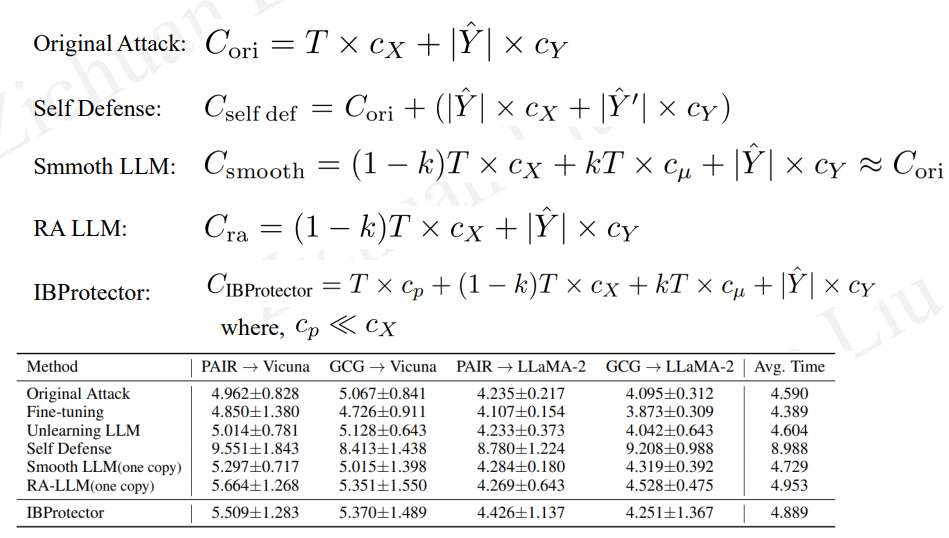 Original Attack: C_ori = T × c_X + |Ŷ| × c_Y
Self Defense: C_self def = C_ori + (|Ŷ| × c_X + |Ŷ′| × c_Y)
Smmoth LLM: C_smooth = (1 − k)T × c_X + kT × c_μ + |Ŷ| × c_Y ≈ C_ori
RA LLM: C_ra = (1 − k)T × c_X + |Ŷ| × c_Y
IBProtector: C_IBProtector = T × c_p + (1 − k)T × c_X + kT × c_μ + |Ŷ| × c_Y
where, c_p ≪ c_X
Method PAIR → Vicuna GCG → Vicuna PAIR → LLaMA-2 GCG → LLaMA-2 Avg. Time
Original Attack 4.962±0.828 5.067±0.841 4.235±0.217 4.095±0.312 4.590
Fine-tuning 4.850±1.380 4.726±0.911 4.107±0.154 3.873±0.309 4.389
Unlearning LLM 5.014±0.781 5.128±0.643 4.233±0.373 4.042±0.643 4.604
Self Defense 9.551±1.843 8.413±1.438 8.780±1.224 9.208±0.988 8.988
Smooth LLM(one copy) 5.297±0.717 5.015±1.398 4.284±0.180 4.319±0.392 4.729
RA-LLM(one copy) 5.664±1.268 5.351±1.550 4.269±0.643 4.528±0.475 4.953
IBProtector 5.509±1.283 5.370±1.489 4.426±1.137 4.251±1.367 4.889
Zichuan Liu